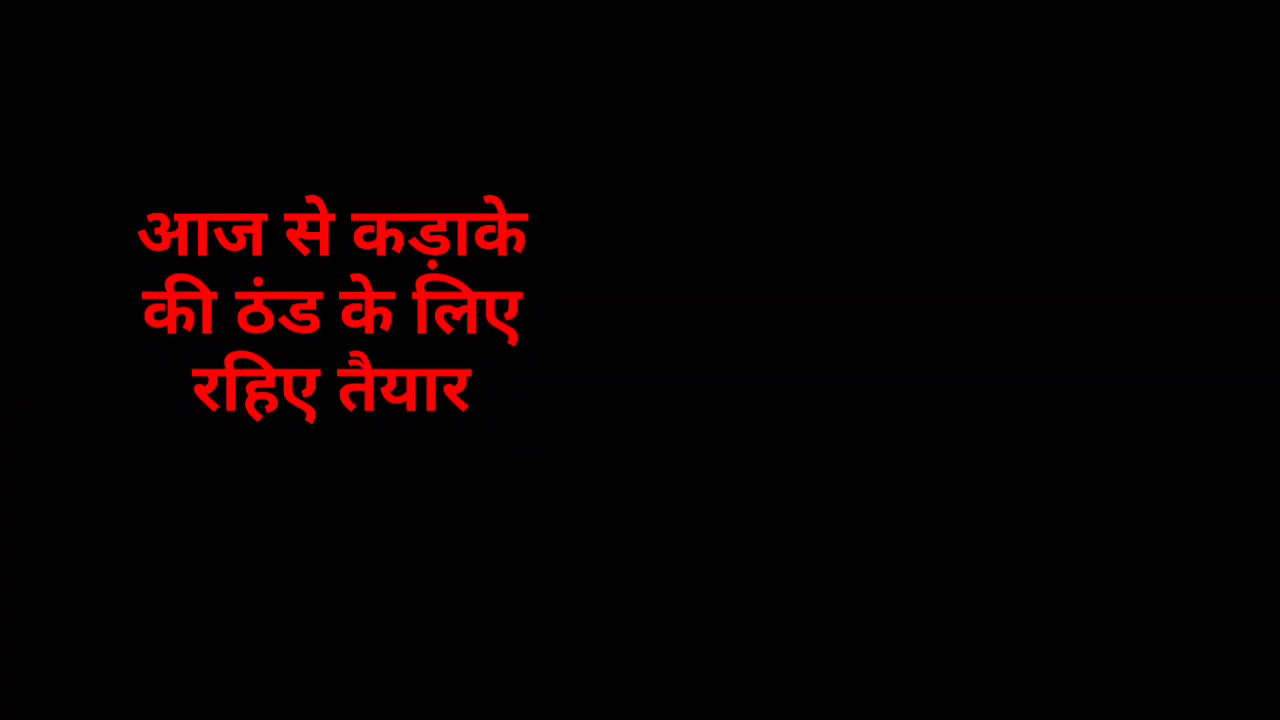 आज से कड़ाके
की ठंड के लिए
रहिए तैयार